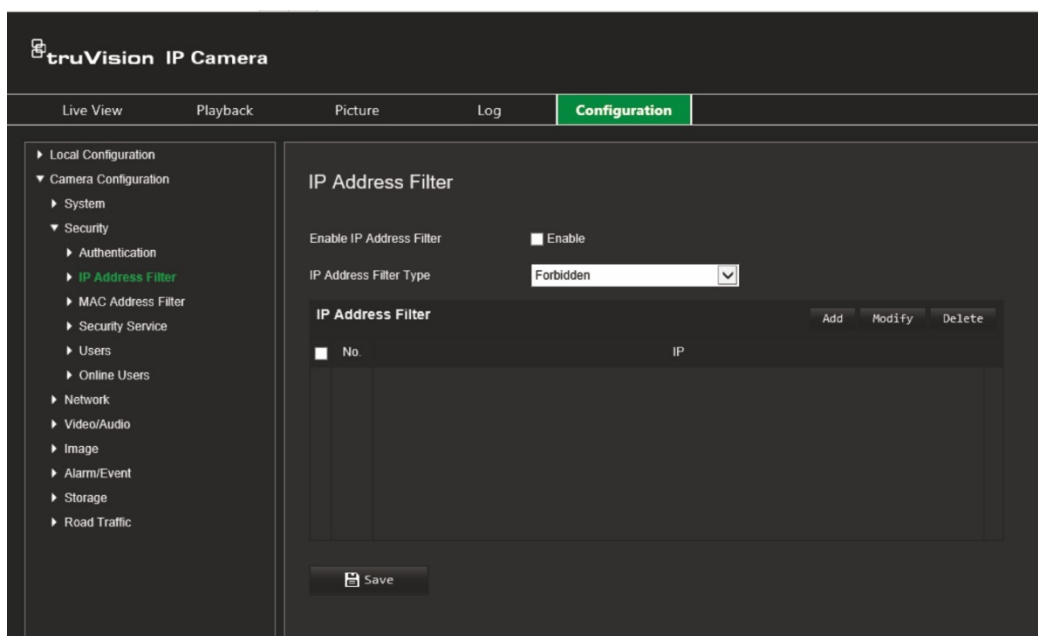 truVision IP Camera
Live View Playback Picture Log Configuration
Local Configuration
Camera Configuration
System
Security
Authentication
IP Address Filter
MAC Address Filter
Security Service
Users
Online Users
Network
Video/Audio
Image
Alarm/Event
Storage
Road Traffic
IP Address Filter
Enable IP Address Filter Enable
IP Address Filter Type Forbidden
IP Address Filter Add Modify Delete
No. IP
Save